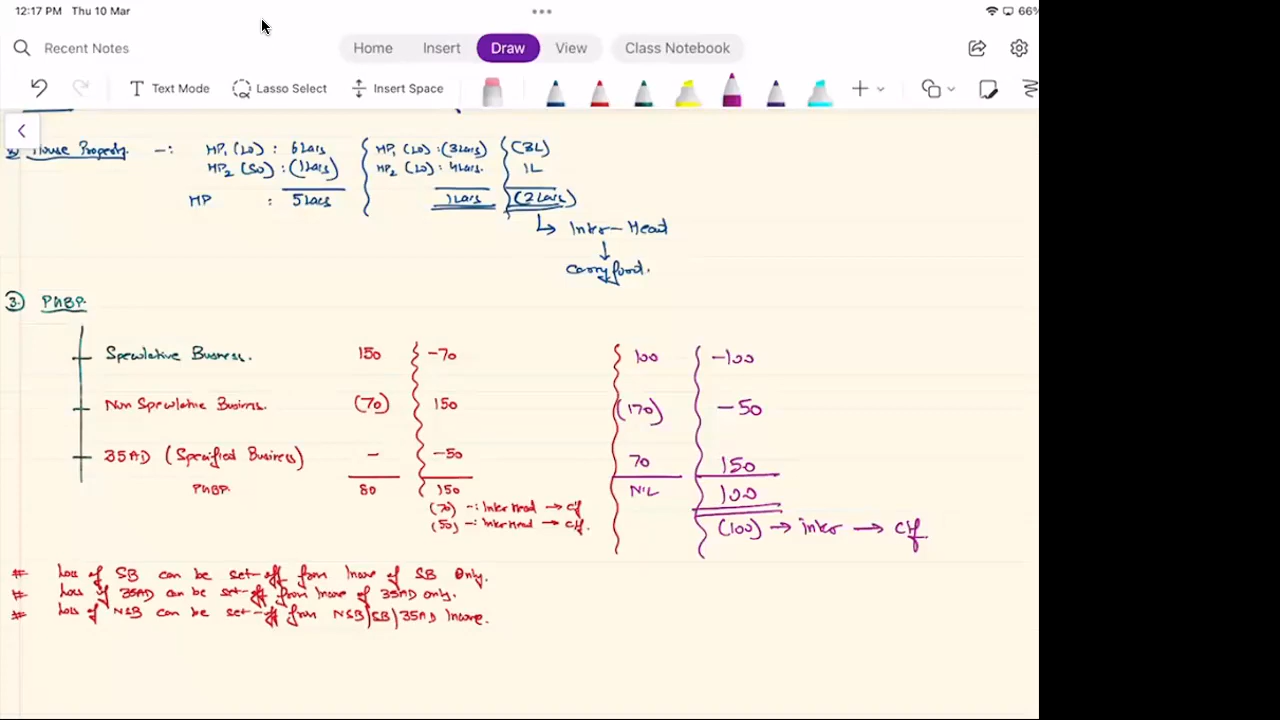 12:17 PM Thu 10 Mar
66%
Recent Notes
Home Insert Draw View Class Notebook
Text Mode Lasso Select Insert Space
House Property -: HP1 (LO) : 6 Lacs HP1 (LO) : (3 Lacs) (3L)
HP2 (SO) : (1 Lacs) HP2 (LO) : 4 Lacs. 1L
HP : 5 Lacs 1 Lacs (2 Lacs)
↳ Inter-Head
↓
Carryford.
3. PHBP.
Speculative Business. 150 -70 100 -100
Non Speculative Business. (70) 150 (170) -50
35AD (Specified Business) - -50 70 150
PHBP 80 150 NIL 100
(70) -: Inter Head → c/f
(50) -: Inter Head → c/f.
(100) → inter → c/f
# Loss of SB can be set-off from Income of SB Only.
# Loss of 35AD can be set-off from Income of 35AD only.
# Loss of NSB can be set-off from NSB|SB|35AD Income.